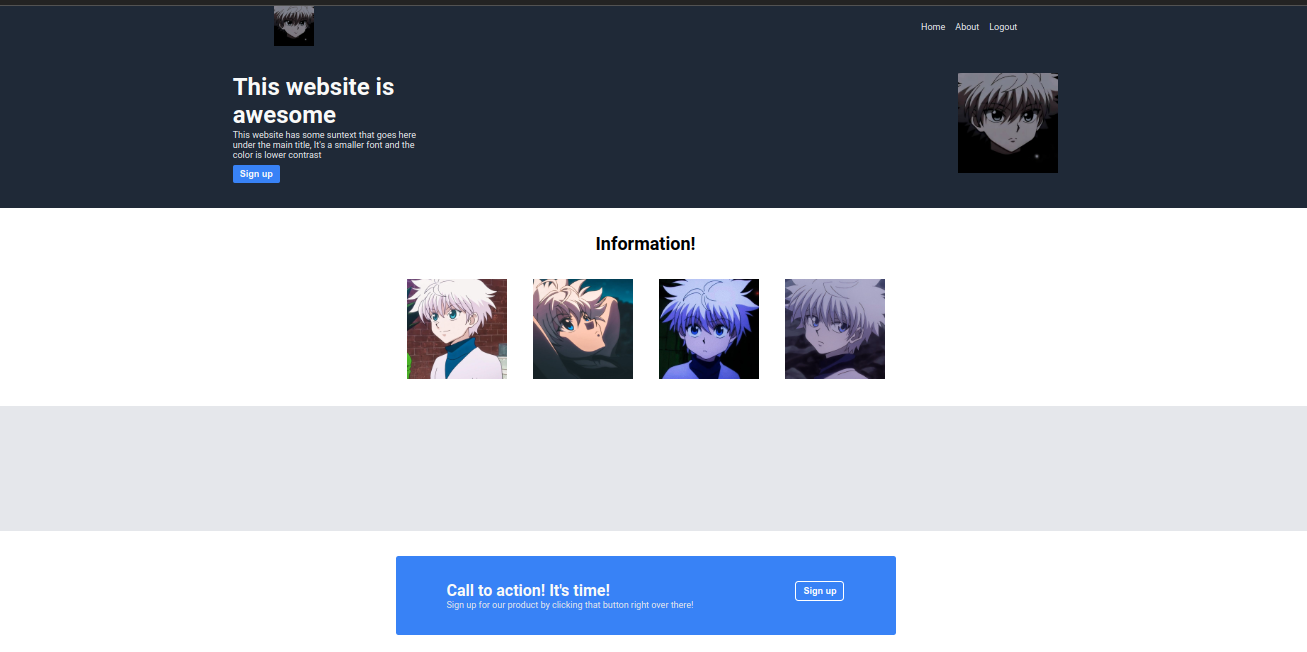 Home About Logout
This website is
awesome
This website has some suntext that goes here
under the main title, It's a smaller font and the
color is lower contrast
Sign up
Information!
Call to action! It's time!
Sign up for our product by clicking that button right over there!
Sign up